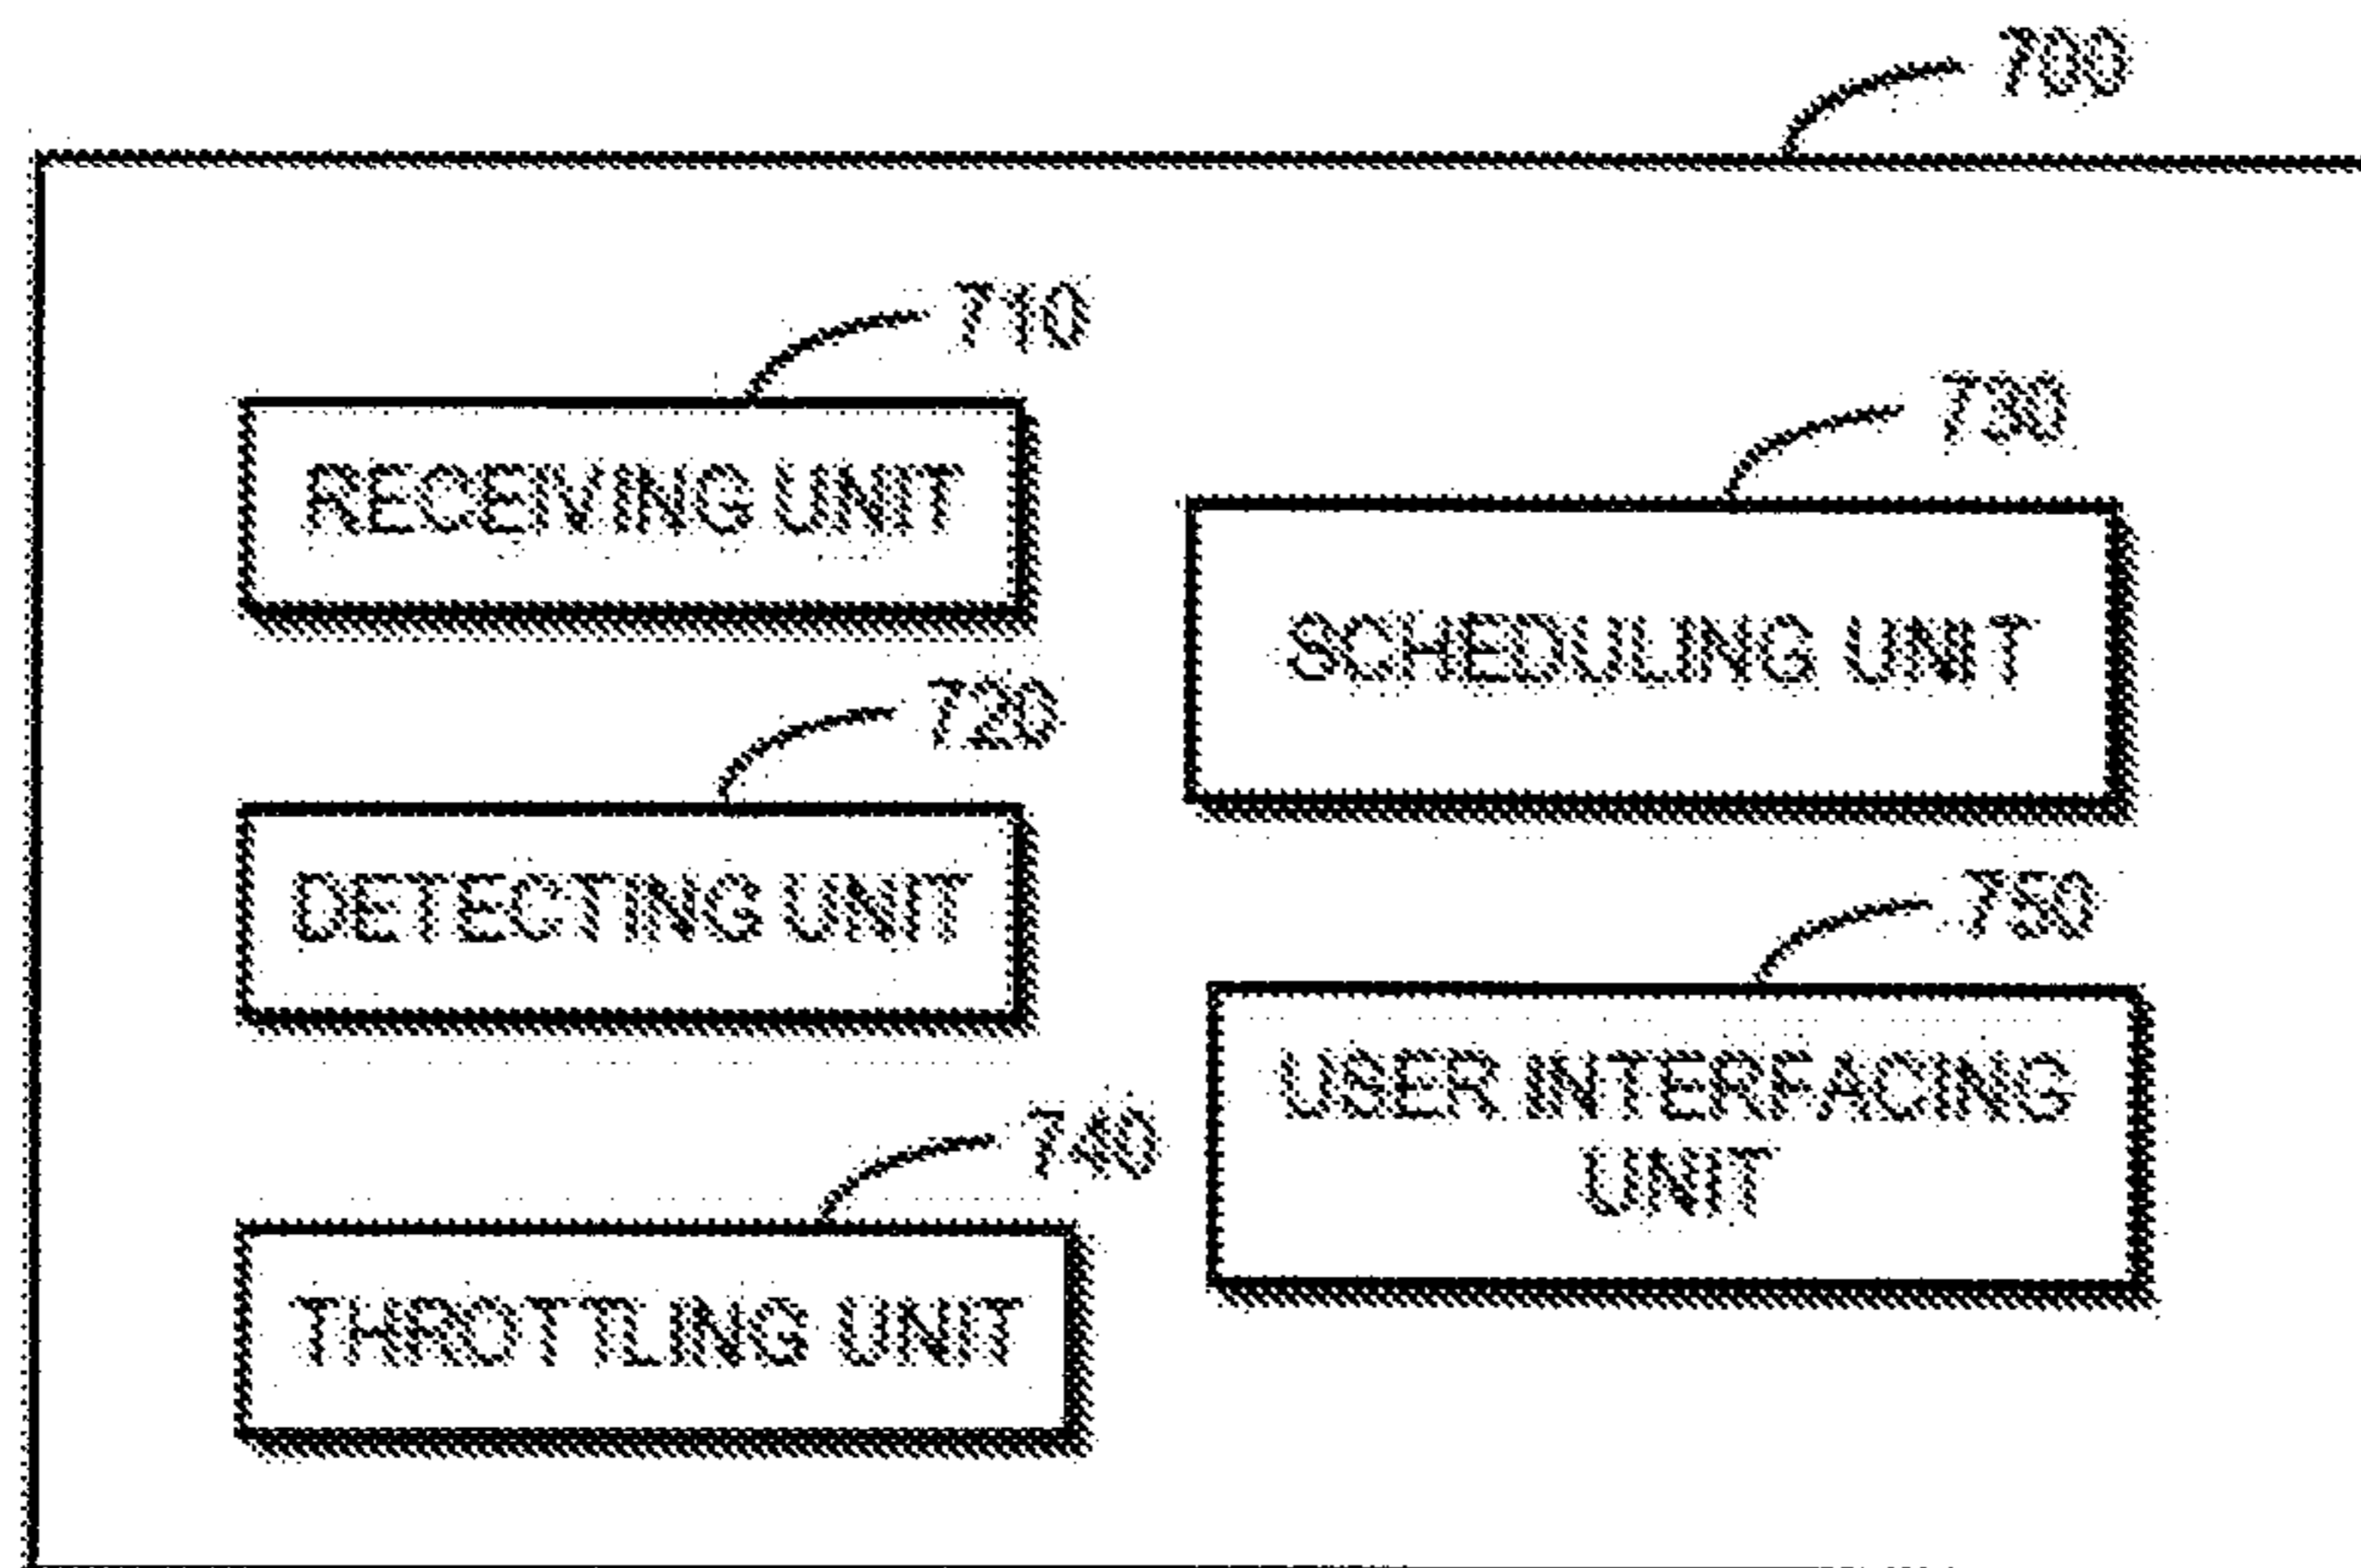 700
710
RECEIVING UNIT
730
SCHEDULING UNIT
720
DETECTING UNIT
750
USER INTERFACING
UNIT
740
THROTTLING UNIT